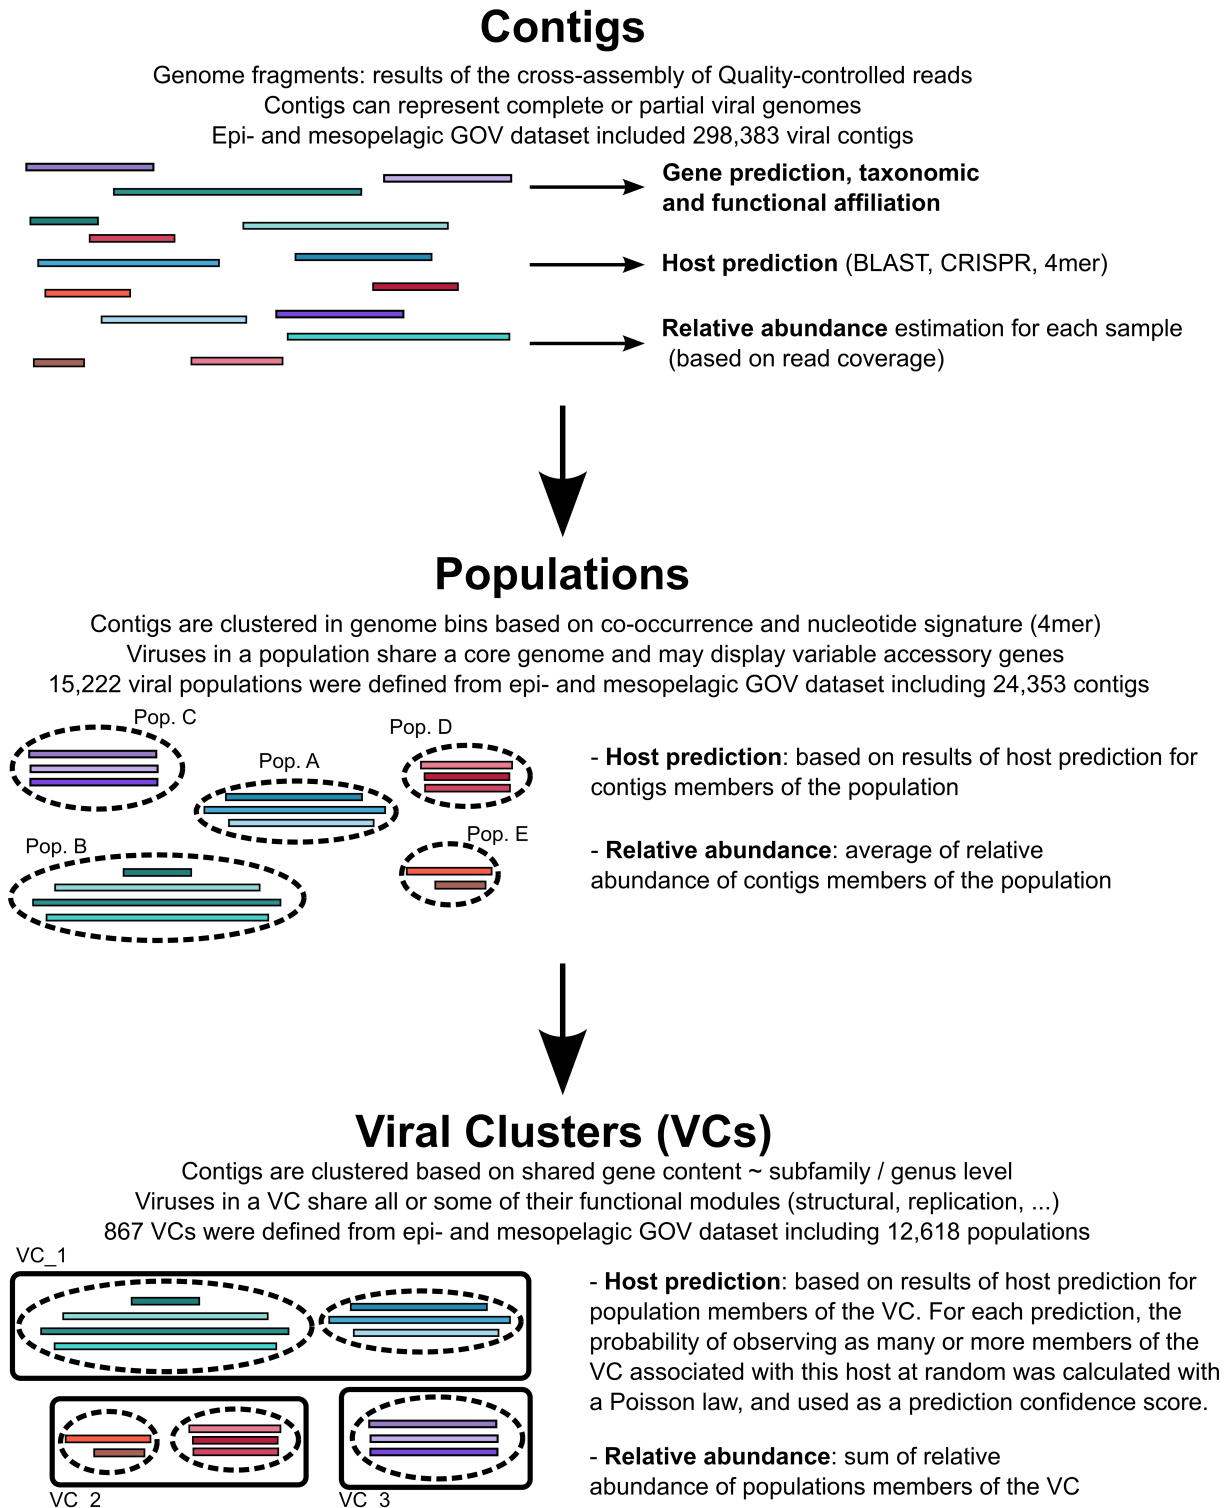 Contigs
Genome fragments: results of the cross-assembly of Quality-controlled reads
Contigs can represent complete or partial viral genomes
Epi- and mesopelagic GOV dataset included 298,383 viral contigs
Gene prediction, taxonomic
and functional affiliation
Host prediction (BLAST, CRISPR, 4mer)
Relative abundance estimation for each sample
(based on read coverage)
Populations
Contigs are clustered in genome bins based on co-occurrence and nucleotide signature (4mer)
Viruses in a population share a core genome and may display variable accessory genes
15,222 viral populations were defined from epi- and mesopelagic GOV dataset including 24,353 contigs
Pop. C
Pop. D
Pop. A
Pop. B
Pop. E
- Host prediction: based on results of host prediction for
contigs members of the population
- Relative abundance: average of relative
abundance of contigs members of the population
Viral Clusters (VCs)
Contigs are clustered based on shared gene content ~ subfamily / genus level
Viruses in a VC share all or some of their functional modules (structural, replication, ...)
867 VCs were defined from epi- and mesopelagic GOV dataset including 12,618 populations
VC_1
VC_2
VC_3
- Host prediction: based on results of host prediction for
population members of the VC. For each prediction, the
probability of observing as many or more members of the
VC associated with this host at random was calculated with
a Poisson law, and used as a prediction confidence score.
- Relative abundance: sum of relative
abundance of populations members of the VC